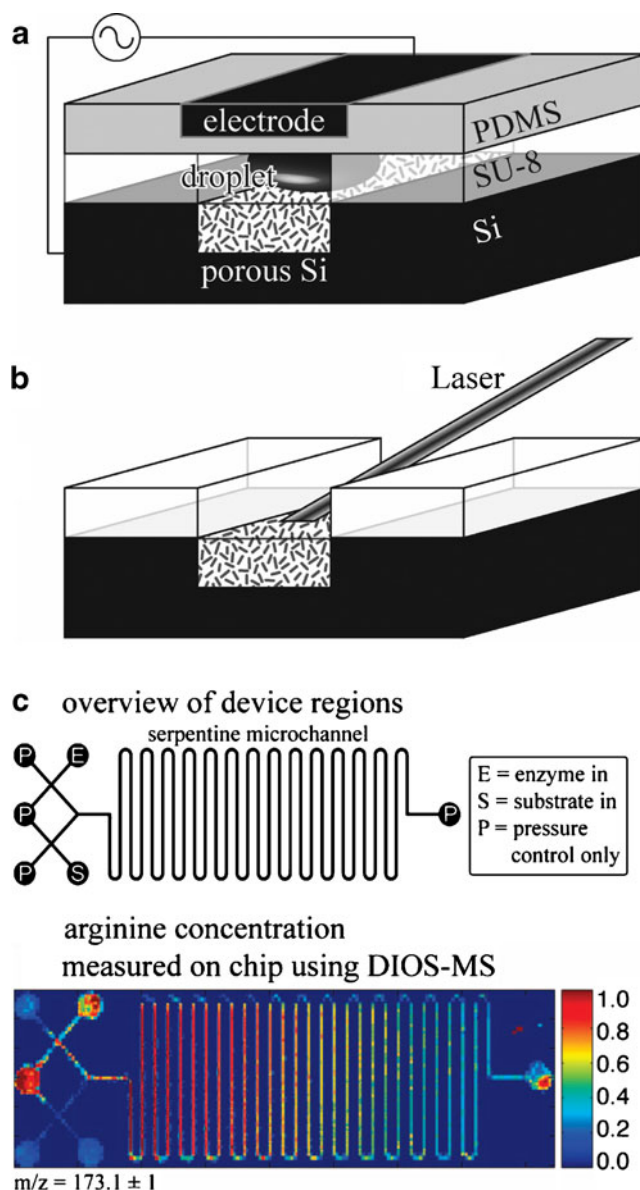 a
electrode
PDMS
droplet
SU-8
Si
porous Si
b
Laser
c overview of device regions
serpentine microchannel
P E
P P
P S
E = enzyme in
S = substrate in
P = pressure
control only
arginine concentration
measured on chip using DIOS-MS
1.0
0.8
0.6
0.4
0.2
0.0
m/z = 173.1 ± 1